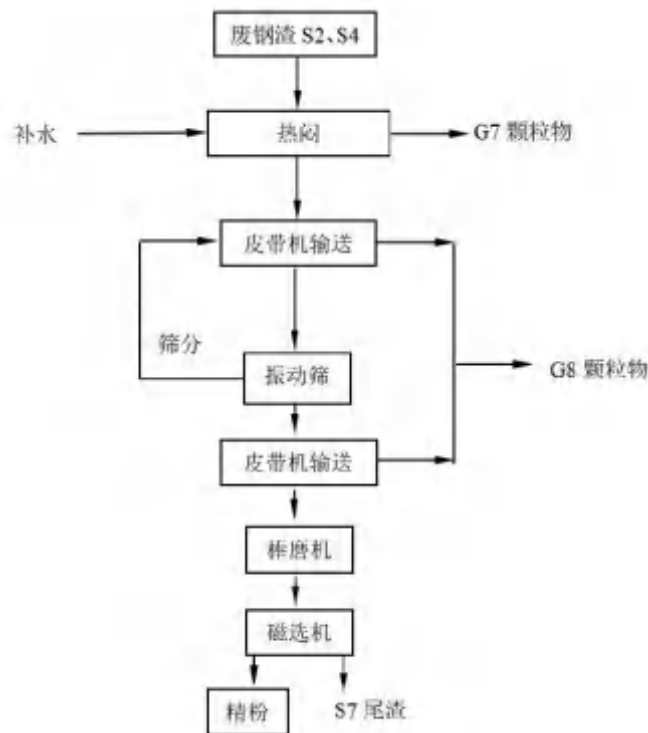 废钢渣 S2、S4
补水
热闷
G7 颗粒物
皮带机输送
筛分
振动筛
G8 颗粒物
皮带机输送
棒磨机
磁选机
精粉
S7 尾渣